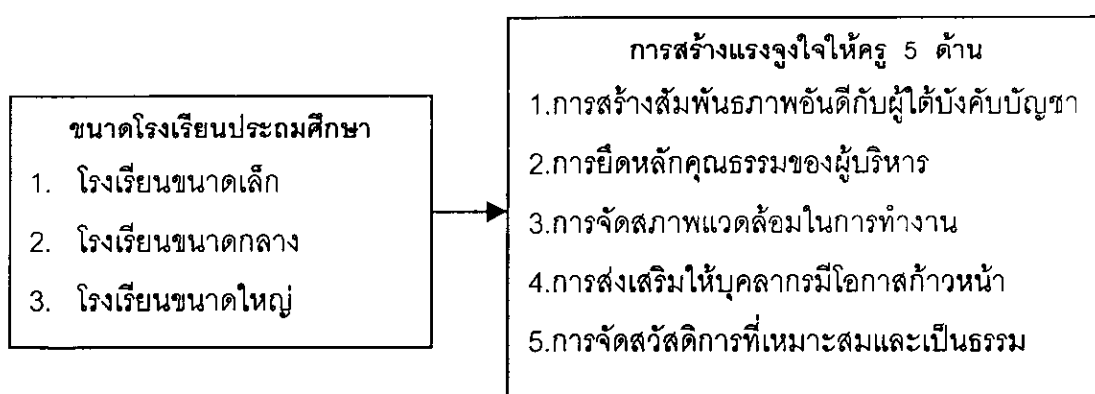 ขนาดโรงเรียนประถมศึกษา
1. โรงเรียนขนาดเล็ก
2. โรงเรียนขนาดกลาง
3. โรงเรียนขนาดใหญ่
การสร้างแรงจูงใจให้ครู 5 ด้าน
1.การสร้างสัมพันธภาพอันดีกับผู้ใต้บังคับบัญชา
2.การยึดหลักคุณธรรมของผู้บริหาร
3.การจัดสภาพแวดล้อมในการทำงาน
4.การส่งเสริมให้บุคลากรมีโอกาสก้าวหน้า
5.การจัดสวัสดิการที่เหมาะสมและเป็นธรรม